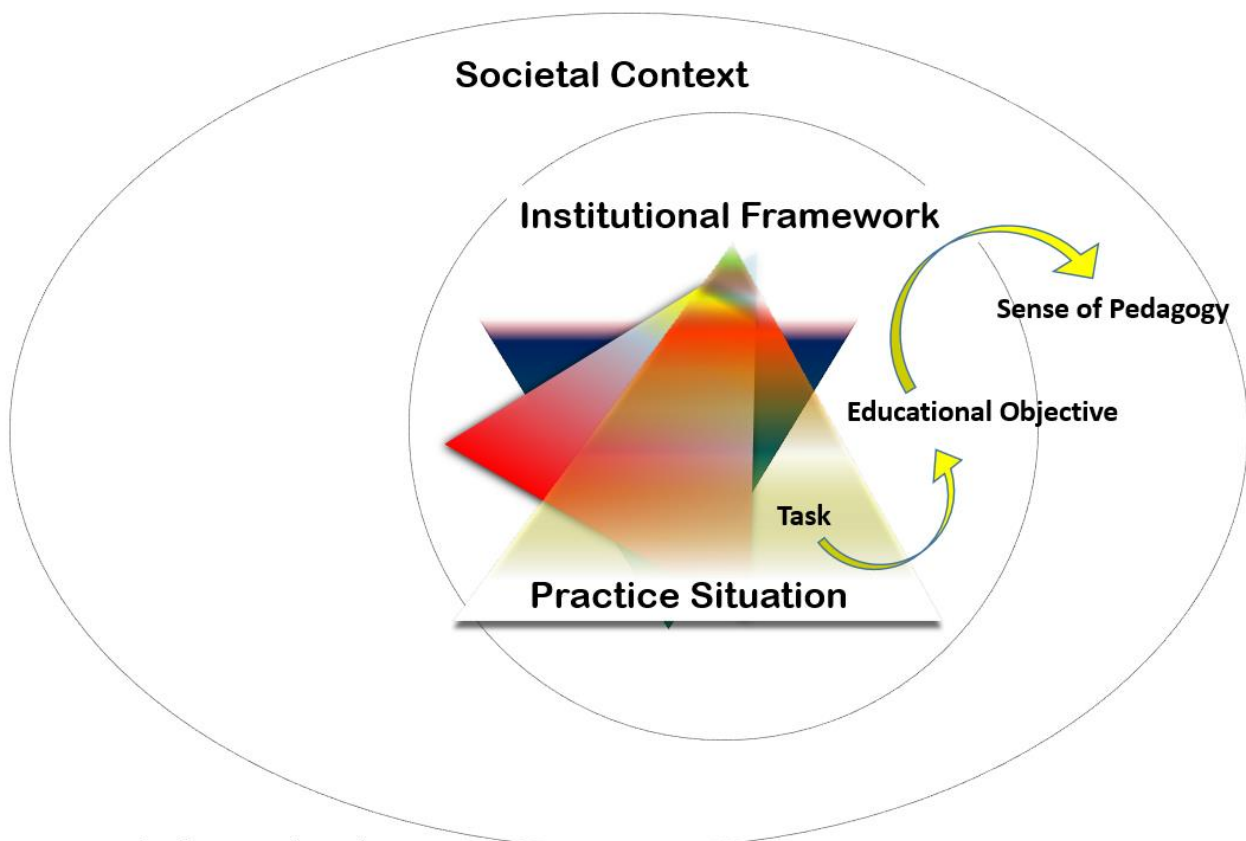 Societal Context
Institutional Framework
Sense of Pedagogy
Educational Objective
Task
Practice Situation